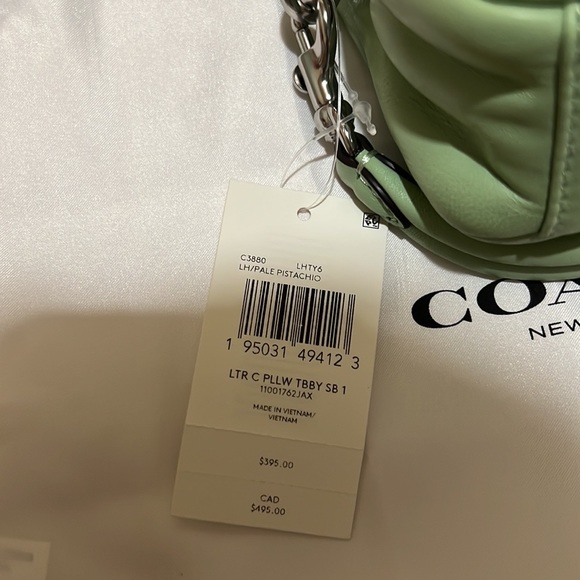 C3880 LHTY6
LH/PALE PISTACHIO
1 95031 49412 3
LTR C PLLW TBBY SB 1
11001762JAX
MADE IN VIETNAM/
VIETNAM
$395.00
CAD
$495.00
COA
NEW